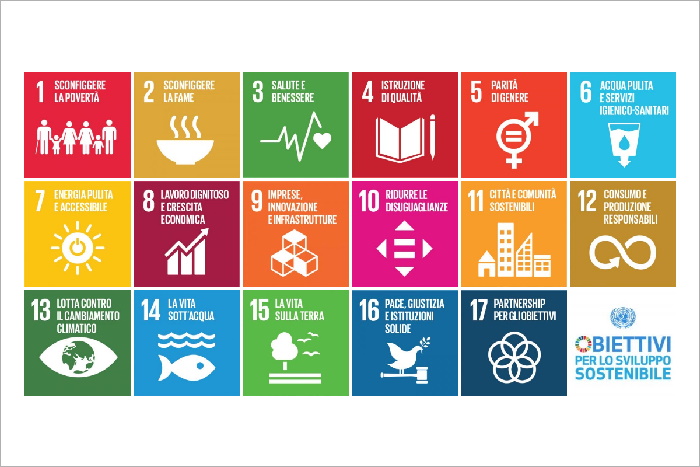 1 SCONFIGGERE
LA POVERTÀ
2 SCONFIGGERE
LA FAME
3 SALUTE E
BENESSERE
4 ISTRUZIONE
DI QUALITÀ
5 PARITÀ
DI GENERE
6 ACQUA PULITA
E SERVIZI
IGIENICO-SANITARI
7 ENERGIA PULITA
E ACCESSIBILE
8 LAVORO DIGNITOSO
E CRESCITA
ECONOMICA
9 IMPRESE,
INNOVAZIONE
E INFRASTRUTTURE
10 RIDURRE LE
DISUGUAGLIANZE
11 CITTÀ E COMUNITÀ
SOSTENIBILI
12 CONSUMO E
PRODUZIONE
RESPONSABILI
13 LOTTA CONTRO
IL CAMBIAMENTO
CLIMATICO
14 LA VITA
SOTT'ACQUA
15 LA VITA
SULLA TERRA
16 PACE, GIUSTIZIA
E ISTITUZIONI
SOLIDE
17 PARTNERSHIP
PER GLI OBIETTIVI
OBIETTIVI
PER LO SVILUPPO
SOSTENIBILE